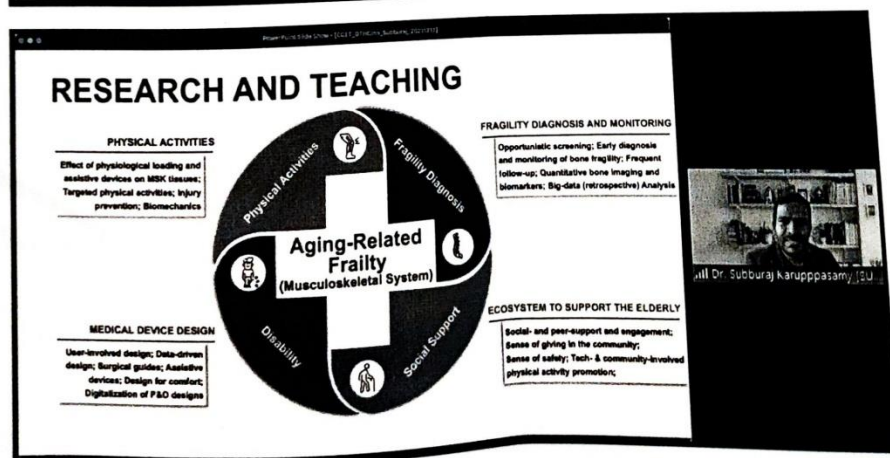 RESEARCH AND TEACHING
PHYSICAL ACTIVITIES
Effect of physiological loading and
assistive devices on MSK tissues;
Targeted physical activities; Injury
prevention; Biomechanics
FRAGILITY DIAGNOSIS AND MONITORING
Opportunistic screening; Early diagnosis
and monitoring of bone fragility; Frequent
follow-up; Quantitative bone imaging and
biomarkers; Big-data (retrospective) Analysis
Physical Activities
Fragility Diagnosis
Aging-Related
Frailty
(Musculoskeletal System)
Disability
Social Support
MEDICAL DEVICE DESIGN
User-involved design; Data-driven
design; Surgical guides; Assistive
devices; Design for comfort;
Digitalization of P&O designs
ECOSYSTEM TO SUPPORT THE ELDERLY
Social- and peer-support and engagement;
Sense of giving in the community;
Sense of safety; Tech- & community-involved
physical activity promotion;
Dr. Subburaj Karupppasamy